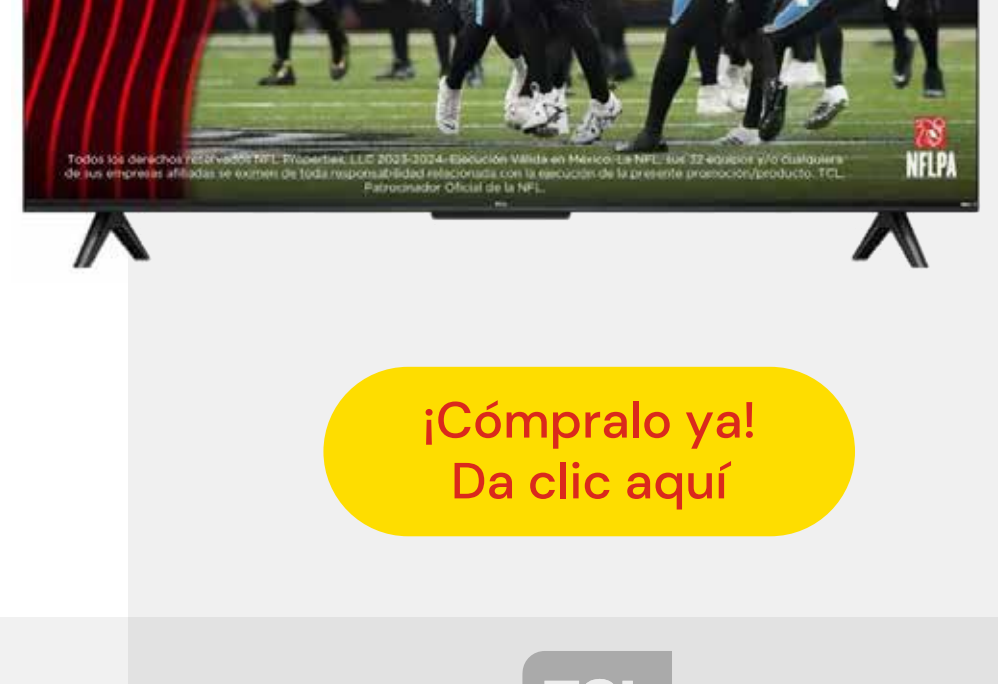 Todos los derechos reservados NFL Properties, LLC 2023-2024. Ejecución Válida en México. La NFL, sus 32 equipos y/o cualquiera
de sus empresas afiliadas se eximen de toda responsabilidad relacionada con la ejecución de la presente promoción/producto. TCL
Patrocinador Oficial de la NFL.
NFLPA
¡Cómpralo ya!
Da clic aquí
TCL